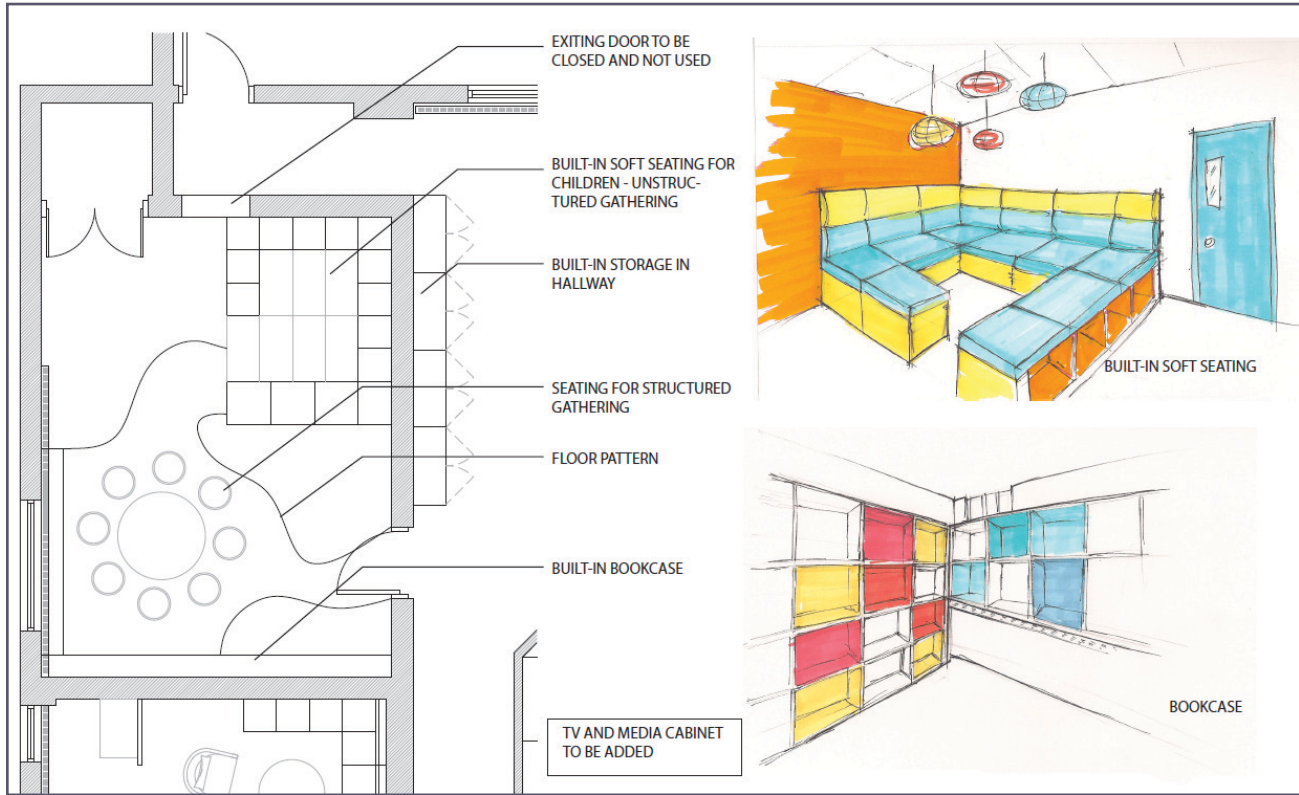 EXITING DOOR TO BE
CLOSED AND NOT USED
BUILT-IN SOFT SEATING FOR
CHILDREN - UNSTRUC-
TURED GATHERING
BUILT-IN STORAGE IN
HALLWAY
SEATING FOR STRUCTURED
GATHERING
FLOOR PATTERN
BUILT-IN BOOKCASE
TV AND MEDIA CABINET
TO BE ADDED
BUILT-IN SOFT SEATING
BOOKCASE